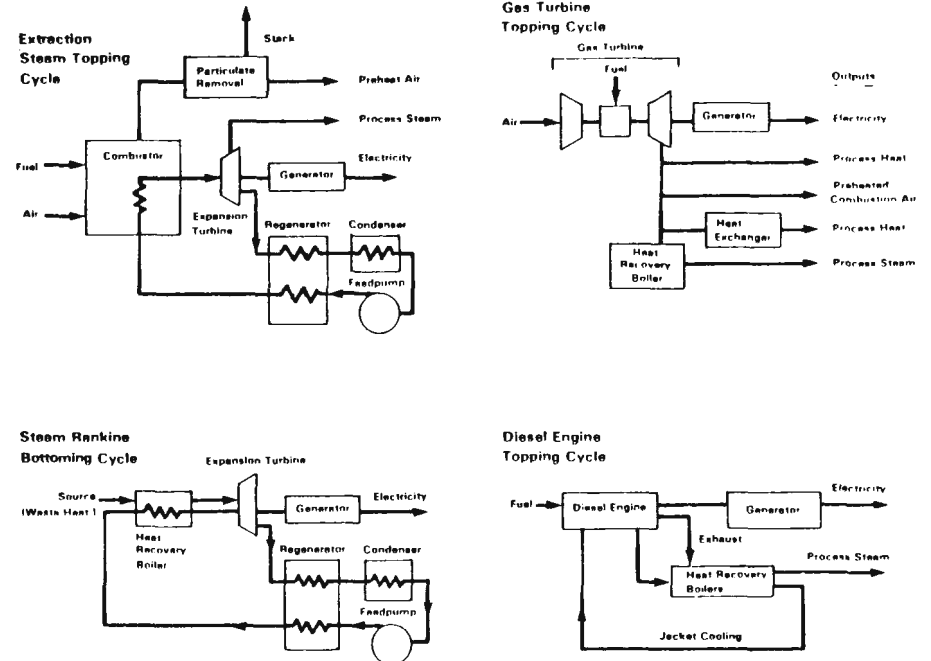 Extraction
Steam Topping
Cycle
Stack
Particulate
Removal
Preheat Air
Process Steam
Combustor
Fuel
Air
Electricity
Generator
Expansion
Turbine
Regenerator
Condenser
Feedpump
Gas Turbine
Topping Cycle
Gas Turbine
Fuel
Outputs
Air
Generator
Electricity
Process Heat
Preheated
Combustion Air
Heat
Exchanger
Process Heat
Heat
Recovery
Boiler
Process Steam
Steam Rankine
Bottoming Cycle
Expansion Turbine
Source
(Waste Heat)
Heat
Recovery
Boiler
Electricity
Generator
Regenerator
Condenser
Feedpump
Diesel Engine
Topping Cycle
Fuel
Diesel Engine
Electricity
Generator
Exhaust
Process Steam
Heat Recovery
Boilers
Jacket Cooling